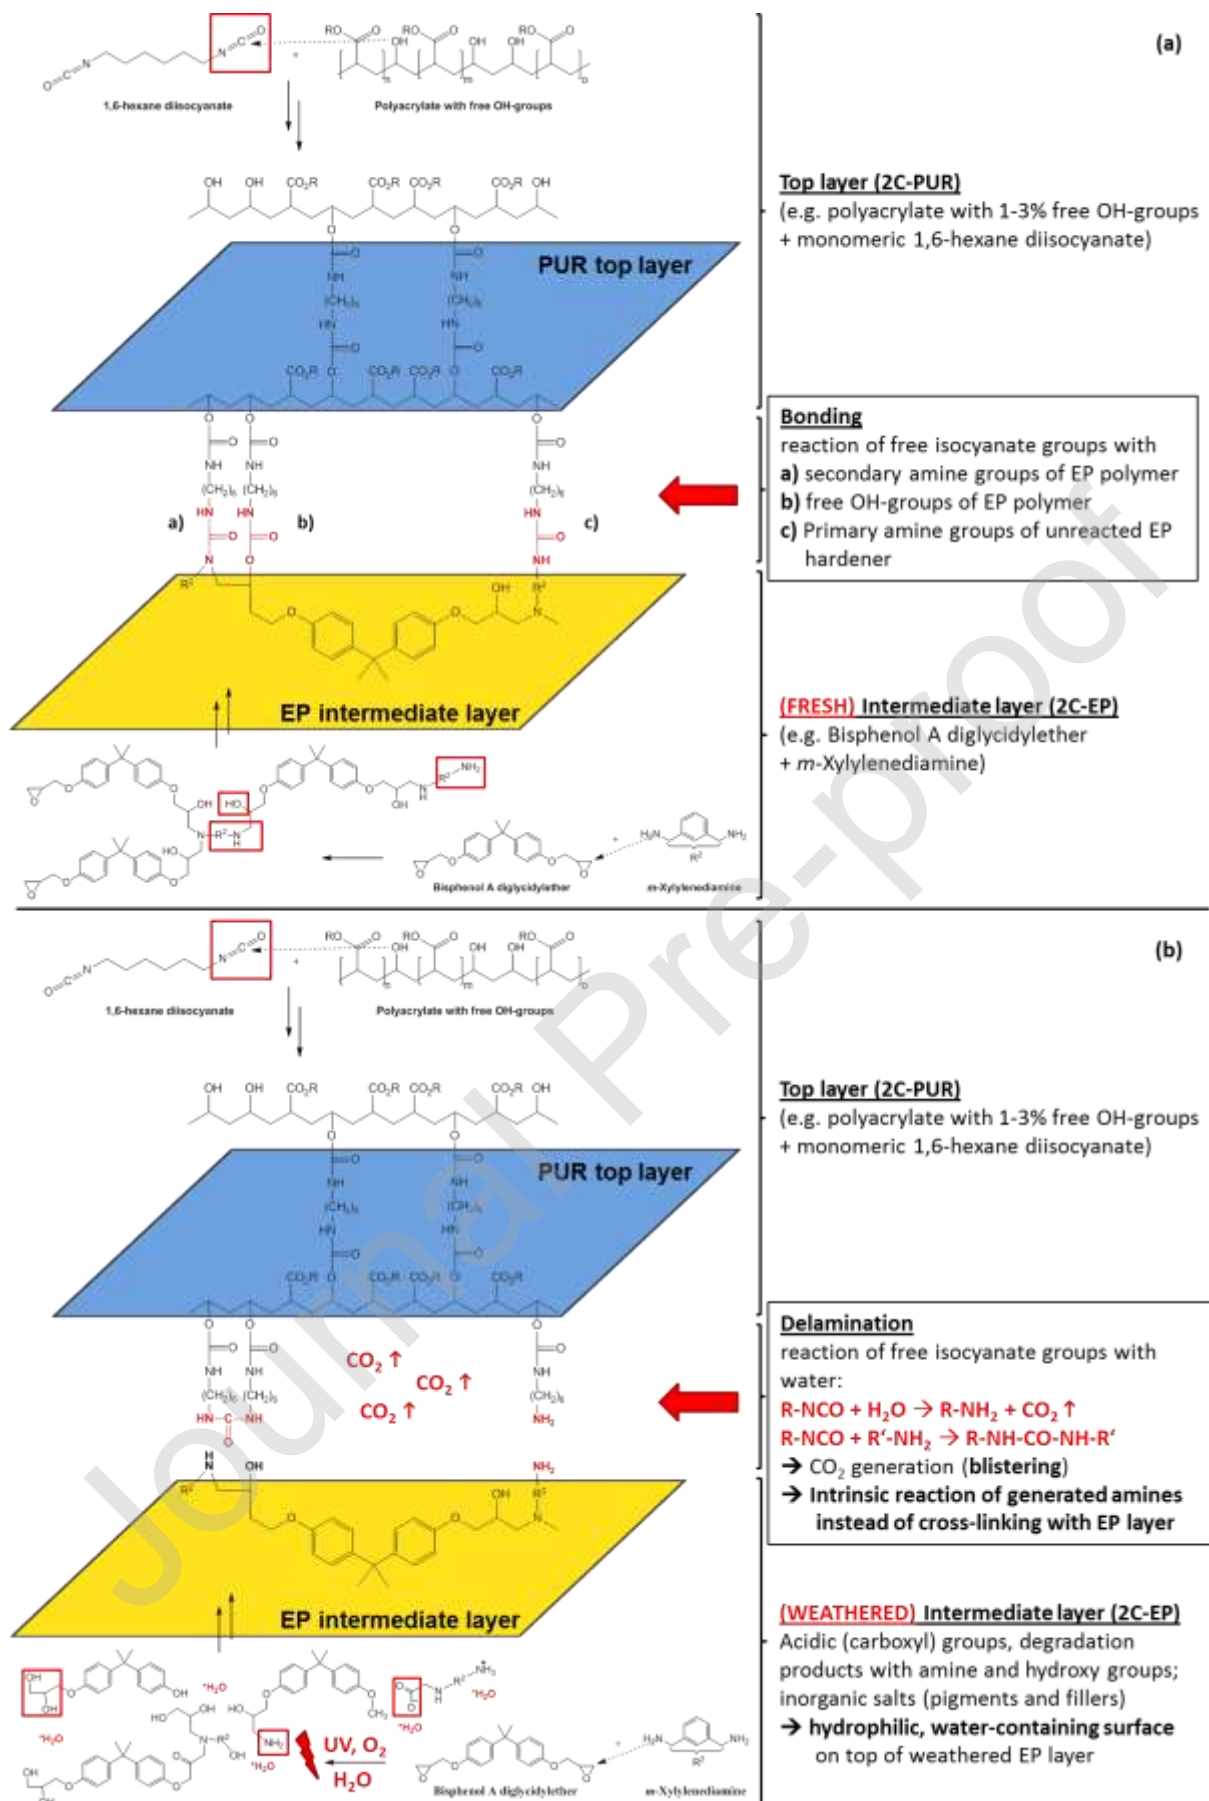 (a)
1,6-hexane diisocyanate
Polyacrylate with free OH-groups
Top layer (2C-PUR)
(e.g. polyacrylate with 1-3% free OH-groups
+ monomeric 1,6-hexane diisocyanate)
PUR top layer
Bonding
reaction of free isocyanate groups with
a) secondary amine groups of EP polymer
b) free OH-groups of EP polymer
c) Primary amine groups of unreacted EP
hardener
a)
b)
c)
EP intermediate layer
(FRESH) Intermediate layer (2C-EP)
(e.g. Bisphenol A diglycidylether
+ m-Xylylenediamine)
Bisphenol A diglycidylether
m-Xylylenediamine
(b)
1,6-hexane diisocyanate
Polyacrylate with free OH-groups
Top layer (2C-PUR)
(e.g. polyacrylate with 1-3% free OH-groups
+ monomeric 1,6-hexane diisocyanate)
PUR top layer
CO₂ ↑
CO₂ ↑
CO₂ ↑
Delamination
reaction of free isocyanate groups with
water:
R-NCO + H₂O → R-NH₂ + CO₂ ↑
R-NCO + R‘-NH₂ → R-NH-CO-NH-R‘
→ CO₂ generation (blistering)
→ Intrinsic reaction of generated amines
instead of cross-linking with EP layer
EP intermediate layer
(WEATHERED) Intermediate layer (2C-EP)
Acidic (carboxyl) groups, degradation
products with amine and hydroxy groups;
inorganic salts (pigments and fillers)
→ hydrophilic, water-containing surface
on top of weathered EP layer
UV, O₂
H₂O
Bisphenol A diglycidylether
m-Xylylenediamine
Journal Pre-proof